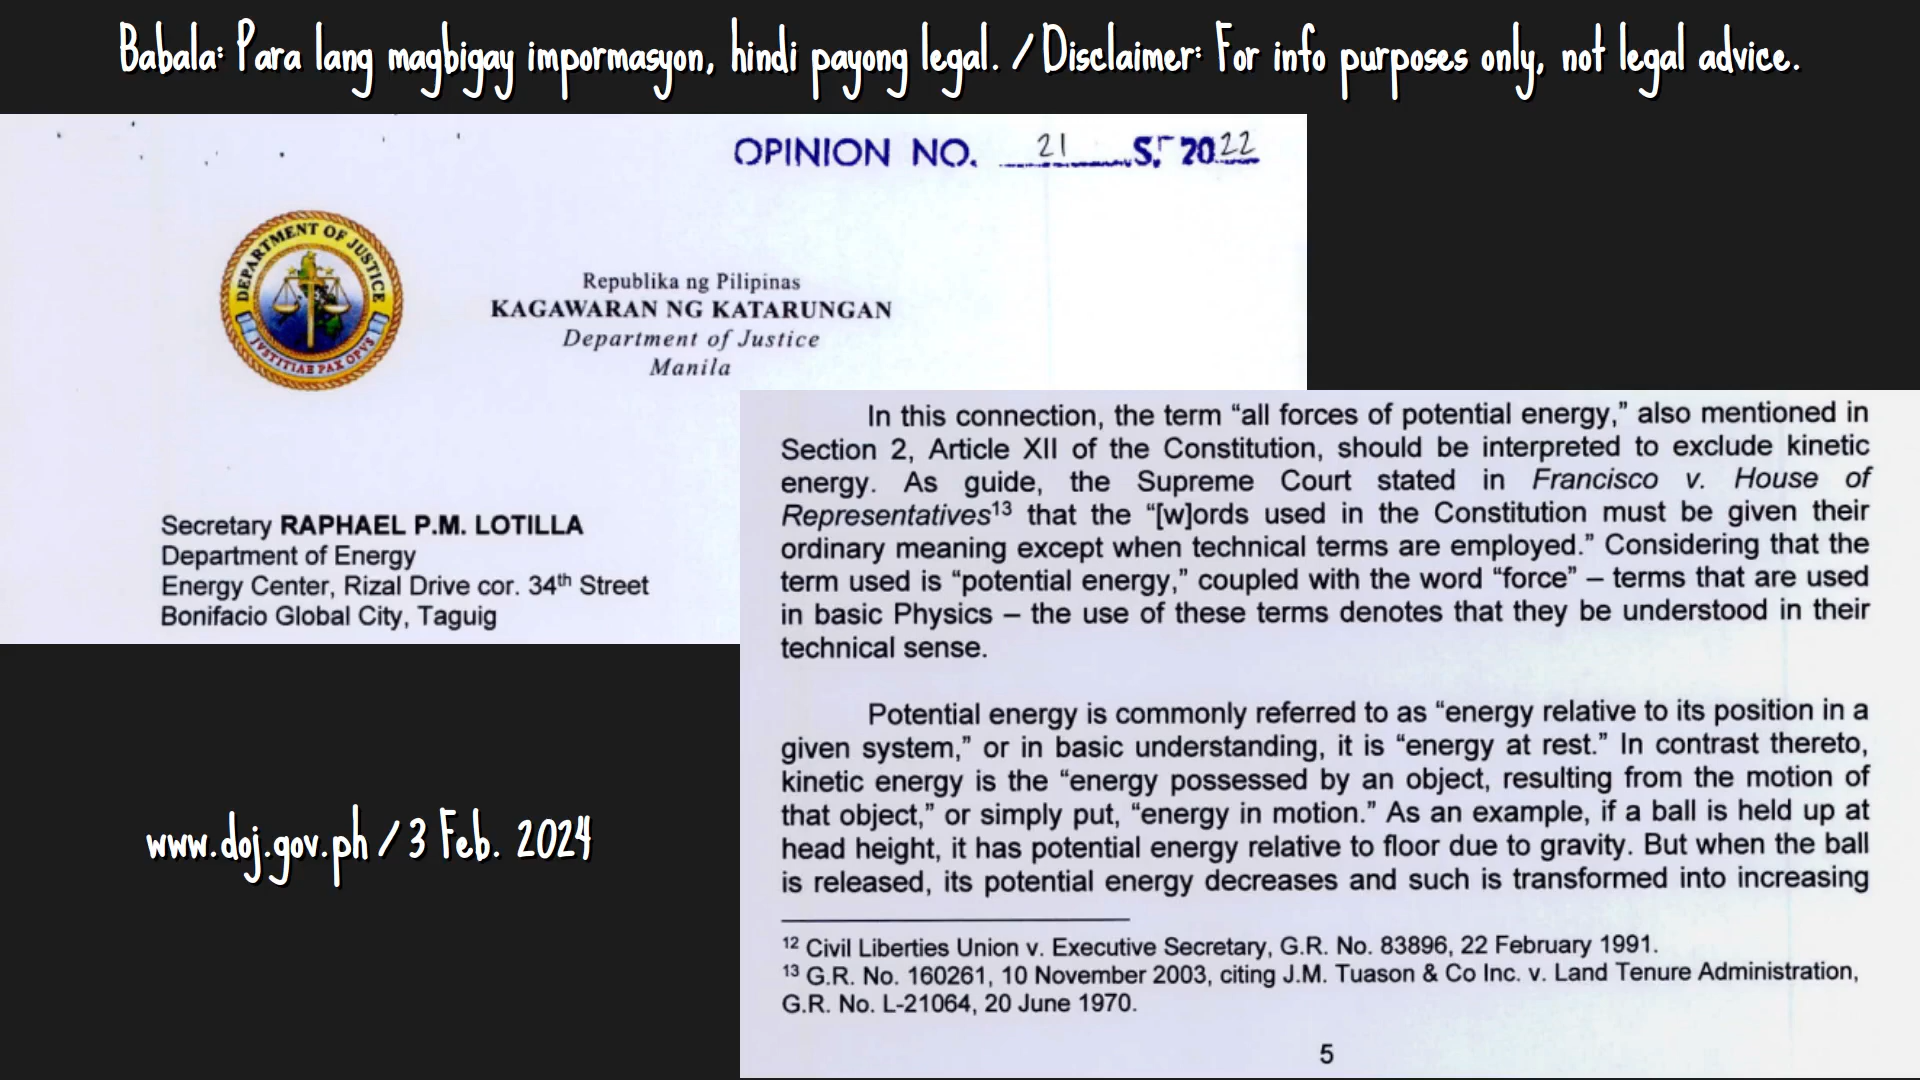 Babala: Para lang magbigay impormasyon, hindi payong legal. / Disclaimer: For info purposes only, not legal advice.
OPINION NO. 21 S. 2022
DEPARTMENT OF JUSTICE
JVSTITIAE PAX OPVS
Republika ng Pilipinas
KAGAWARAN NG KATARUNGAN
Department of Justice
Manila
Secretary RAPHAEL P.M. LOTILLA
Department of Energy
Energy Center, Rizal Drive cor. 34th Street
Bonifacio Global City, Taguig
www.doj.gov.ph / 3 Feb. 2024
In this connection, the term “all forces of potential energy,” also mentioned in
Section 2, Article XII of the Constitution, should be interpreted to exclude kinetic
energy. As guide, the Supreme Court stated in Francisco v. House of
Representatives13 that the “[w]ords used in the Constitution must be given their
ordinary meaning except when technical terms are employed.” Considering that the
term used is “potential energy,” coupled with the word “force” – terms that are used
in basic Physics – the use of these terms denotes that they be understood in their
technical sense.
Potential energy is commonly referred to as “energy relative to its position in a
given system,” or in basic understanding, it is “energy at rest.” In contrast thereto,
kinetic energy is the “energy possessed by an object, resulting from the motion of
that object,” or simply put, “energy in motion.” As an example, if a ball is held up at
head height, it has potential energy relative to floor due to gravity. But when the ball
is released, its potential energy decreases and such is transformed into increasing
12 Civil Liberties Union v. Executive Secretary, G.R. No. 83896, 22 February 1991.
13 G.R. No. 160261, 10 November 2003, citing J.M. Tuason & Co Inc. v. Land Tenure Administration,
G.R. No. L-21064, 20 June 1970.
5